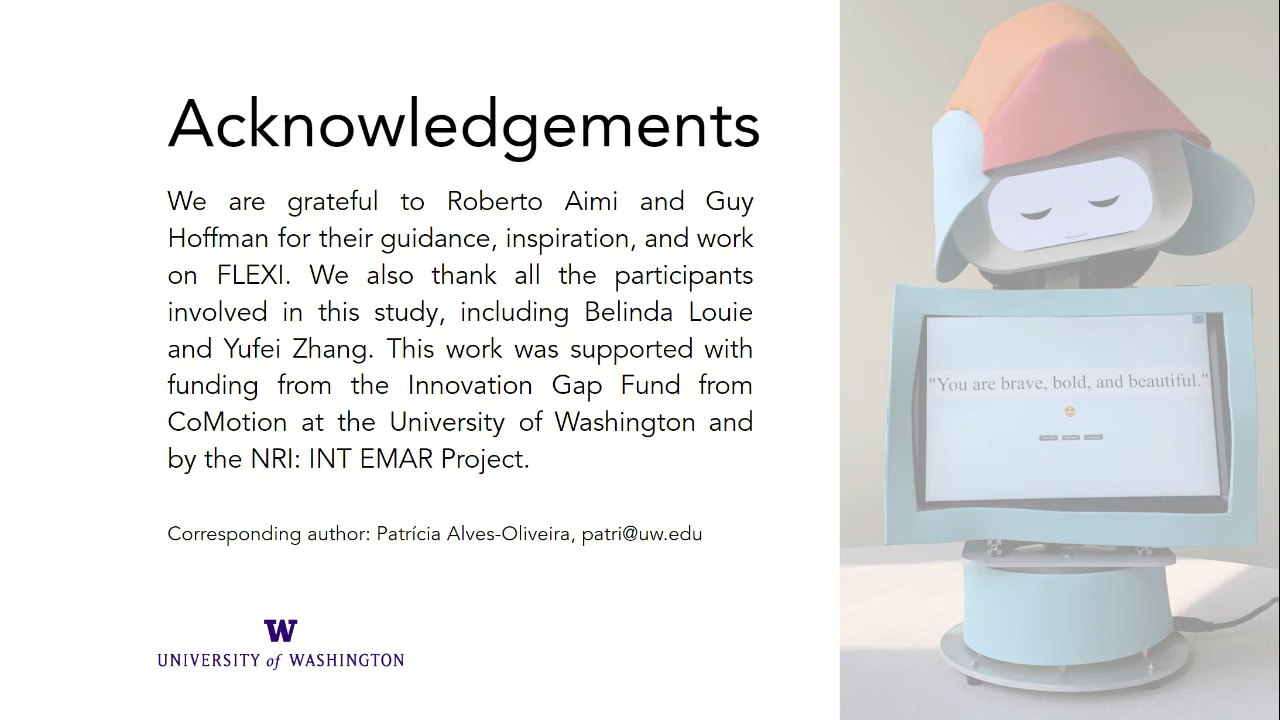 Acknowledgements
We are grateful to Roberto Aimi and Guy
Hoffman for their guidance, inspiration, and work
on FLEXI. We also thank all the participants
involved in this study, including Belinda Louie
and Yufei Zhang. This work was supported with
funding from the Innovation Gap Fund from
CoMotion at the University of Washington and
by the NRI: INT EMAR Project.
Corresponding author: Patrícia Alves-Oliveira, patri@uw.edu
W
UNIVERSITY of WASHINGTON
"You are brave, bold, and beautiful."